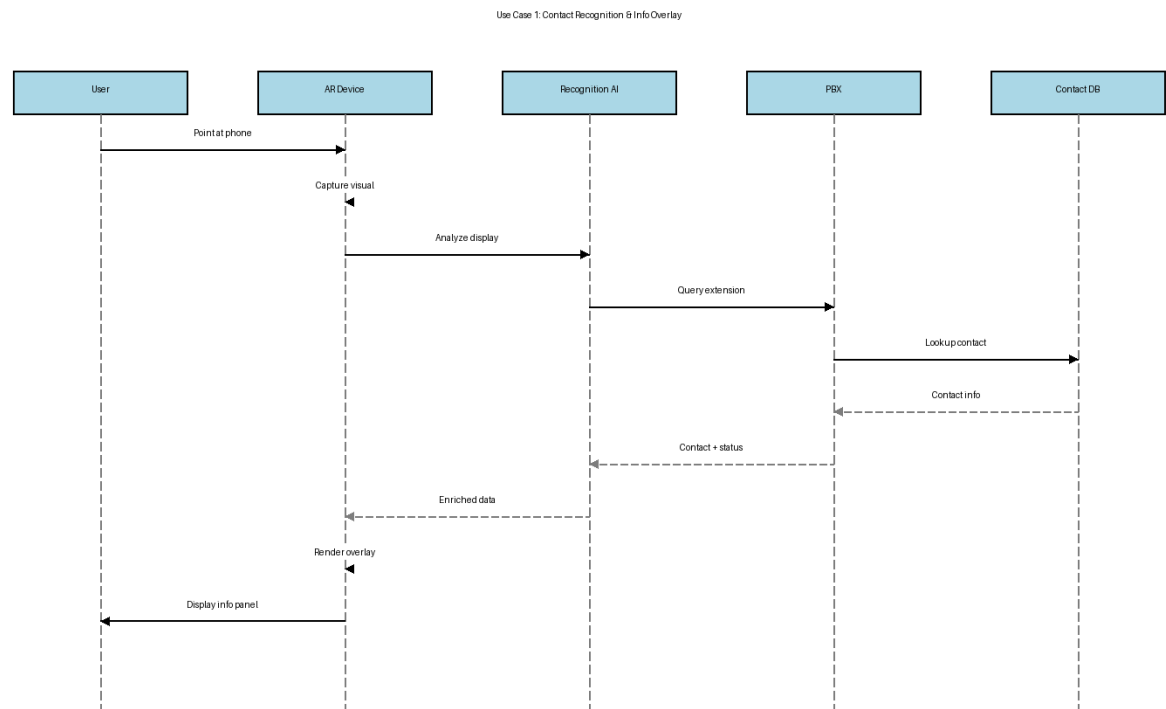 Use Case 1: Contact Recognition & Info Overlay
User
AR Device
Recognition AI
PBX
Contact DB
Point at phone
Capture visual
Analyze display
Query extension
Lookup contact
Contact info
Contact + status
Enriched data
Render overlay
Display info panel